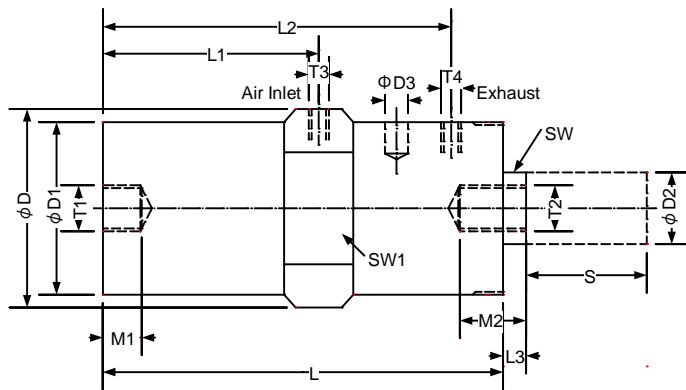 L2
L1
T3
T4
ΦD3
Air Inlet
Exhaust
SW
ϕD
ϕD1
T1
T2
ϕD2
SW1
S
M1
M2
L3
L